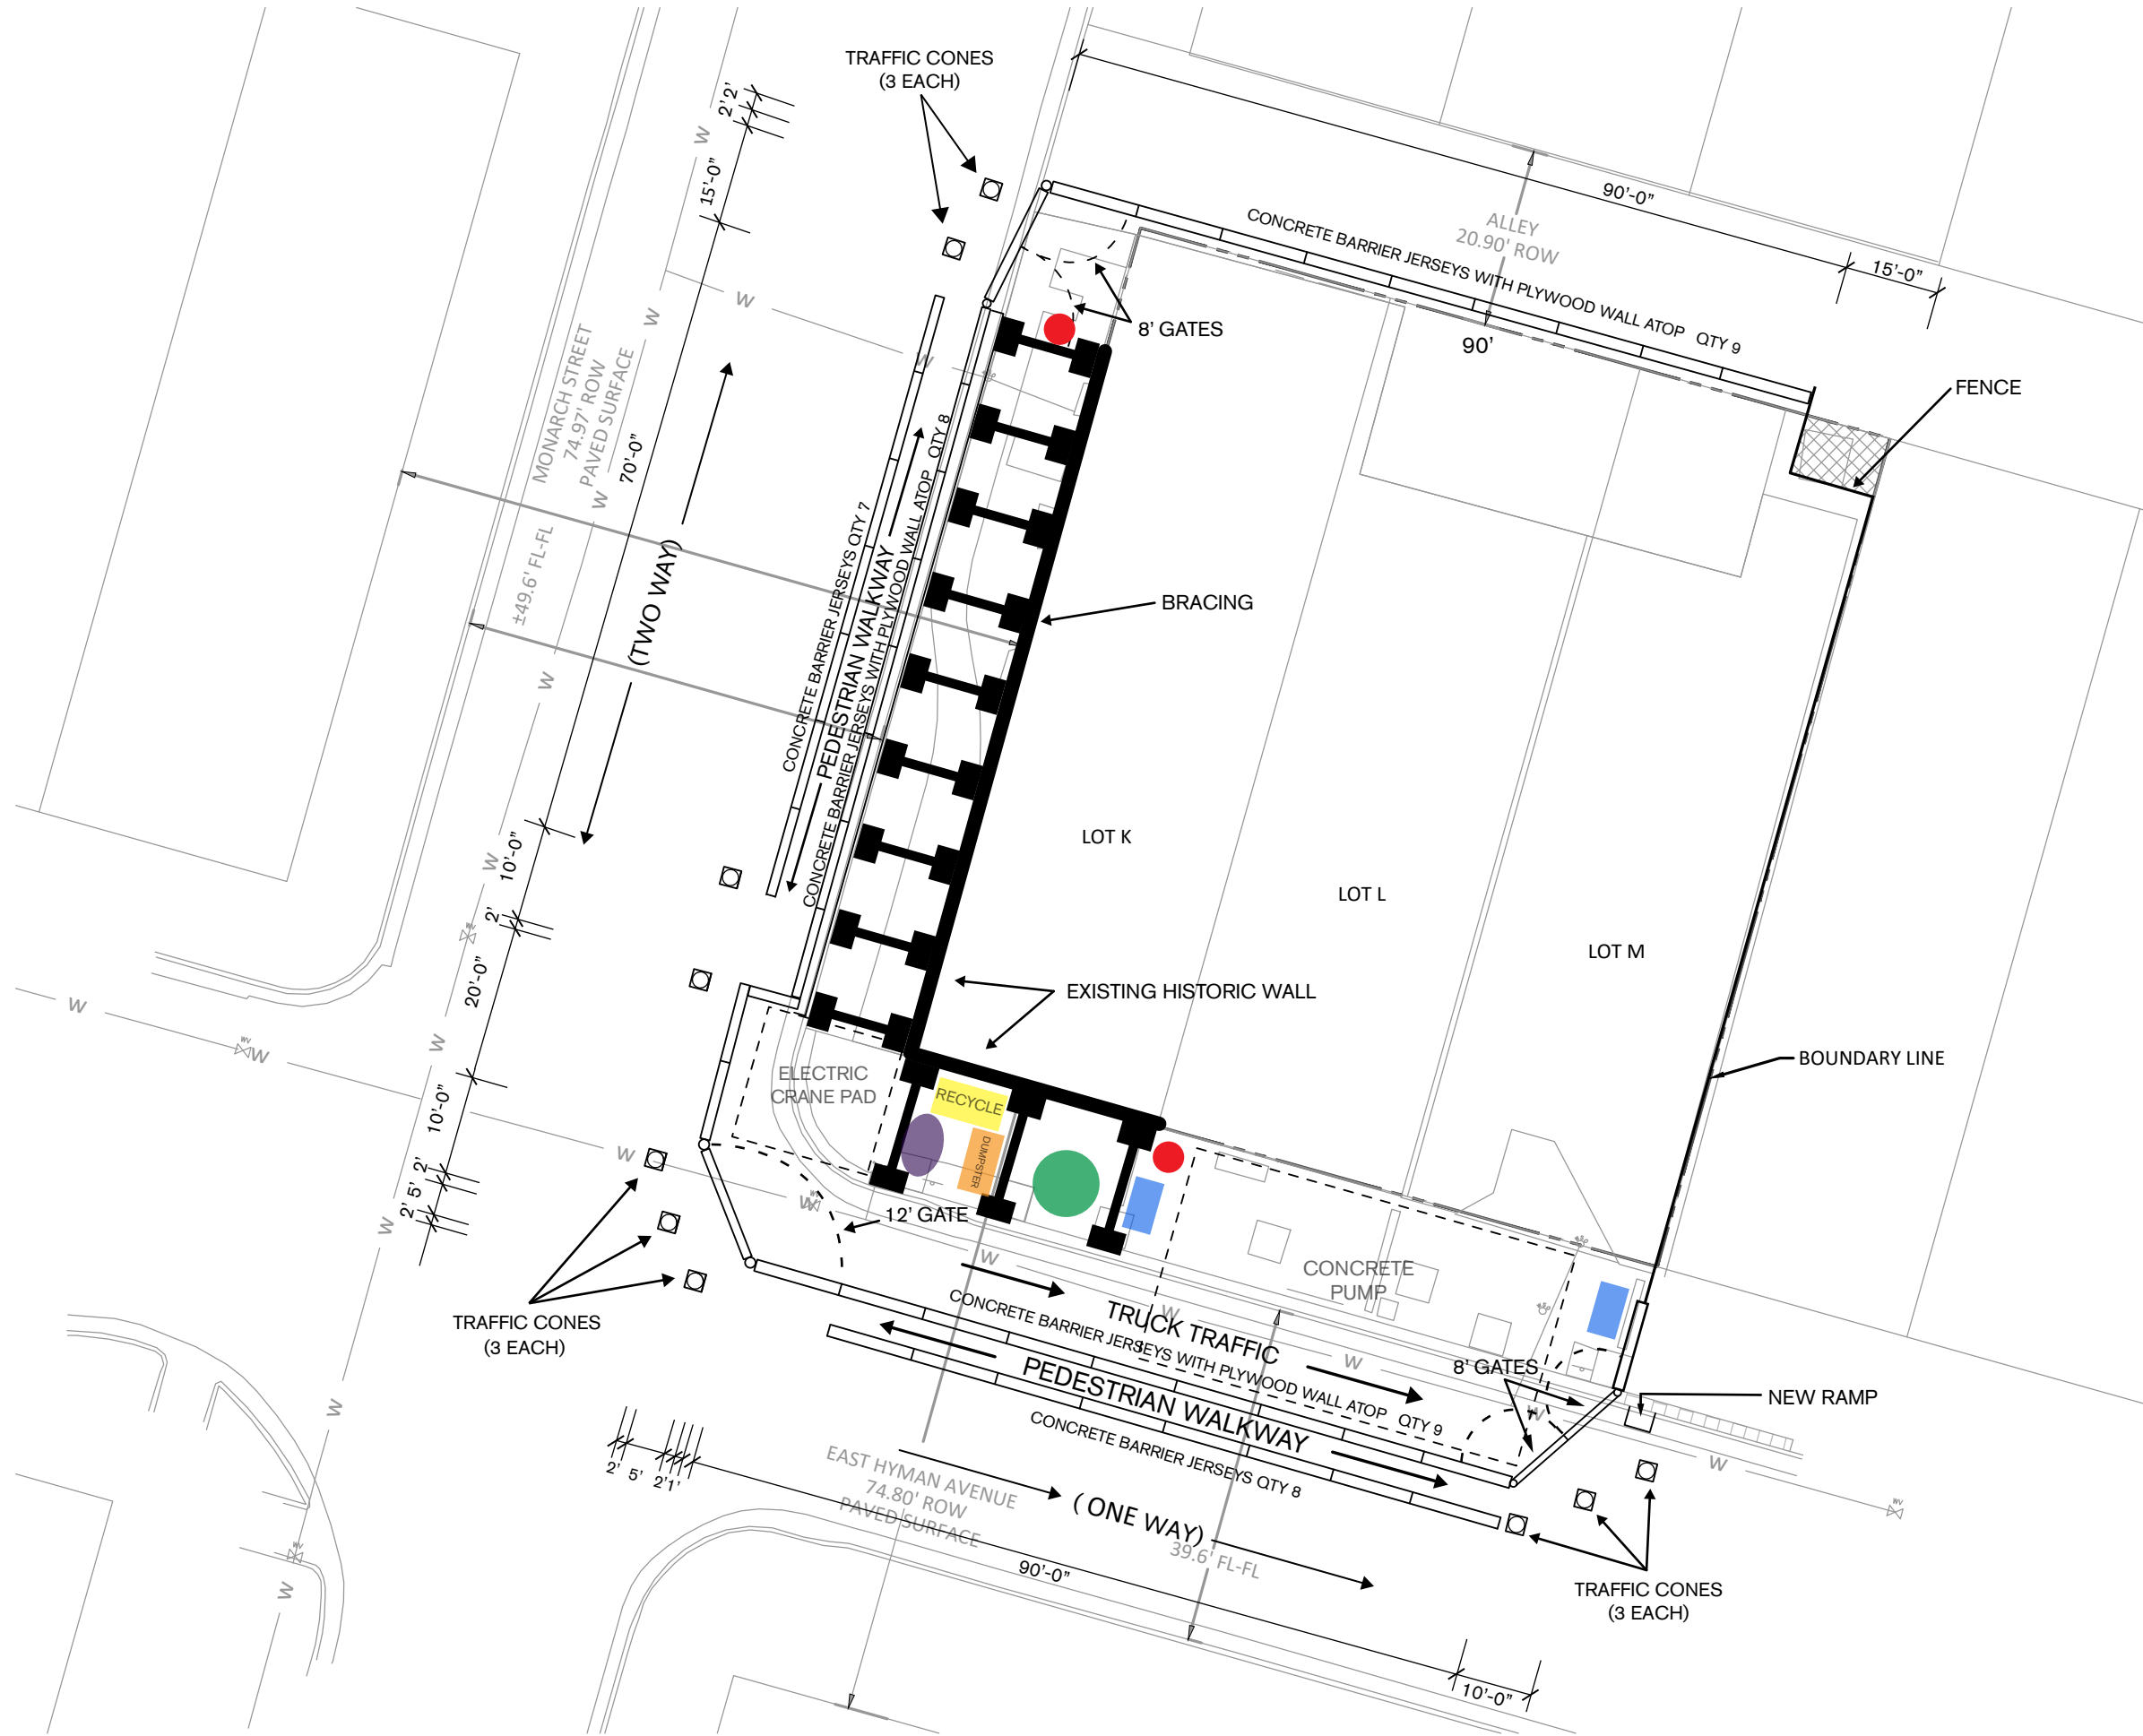 TRAFFIC CONES
(3 EACH)
2'
2'
15'-0"
W
90'-0"
15'-0"
ALLEY
20.90' ROW
CONCRETE BARRIER JERSEYS WITH PLYWOOD WALL ATOP QTY 9
90'
8' GATES
FENCE
W
W
W
MONARCH STREET
74.97' ROW
PAVED SURFACE
±49.6' FL-FL
W
W
70'-0"
(TWO WAY)
CONCRETE BARRIER JERSEYS QTY 7
PEDESTRIAN WALKWAY
CONCRETE BARRIER JERSEYS WITH PLYWOOD WALL ATOP QTY 8
BRACING
LOT K
LOT L
LOT M
10'-0"
W
2'
20'-0"
W
W
WV
W
EXISTING HISTORIC WALL
BOUNDARY LINE
ELECTRIC
CRANE PAD
RECYCLE
DUMPSTER
10'-0"
2'
5'
2'
W
W
W
WV
12' GATE
W
CONCRETE
PUMP
TRUCK TRAFFIC
W
W
CONCRETE BARRIER JERSEYS WITH PLYWOOD WALL ATOP QTY 9
PEDESTRIAN WALKWAY
CONCRETE BARRIER JERSEYS QTY 8
8' GATES
W
NEW RAMP
W
WV
TRAFFIC CONES
(3 EACH)
W
2'
5'
2'
1'
EAST HYMAN AVENUE
74.80' ROW
PAVED SURFACE
( ONE WAY)
39.6' FL-FL
90'-0"
10'-0"
TRAFFIC CONES
(3 EACH)
WV
W